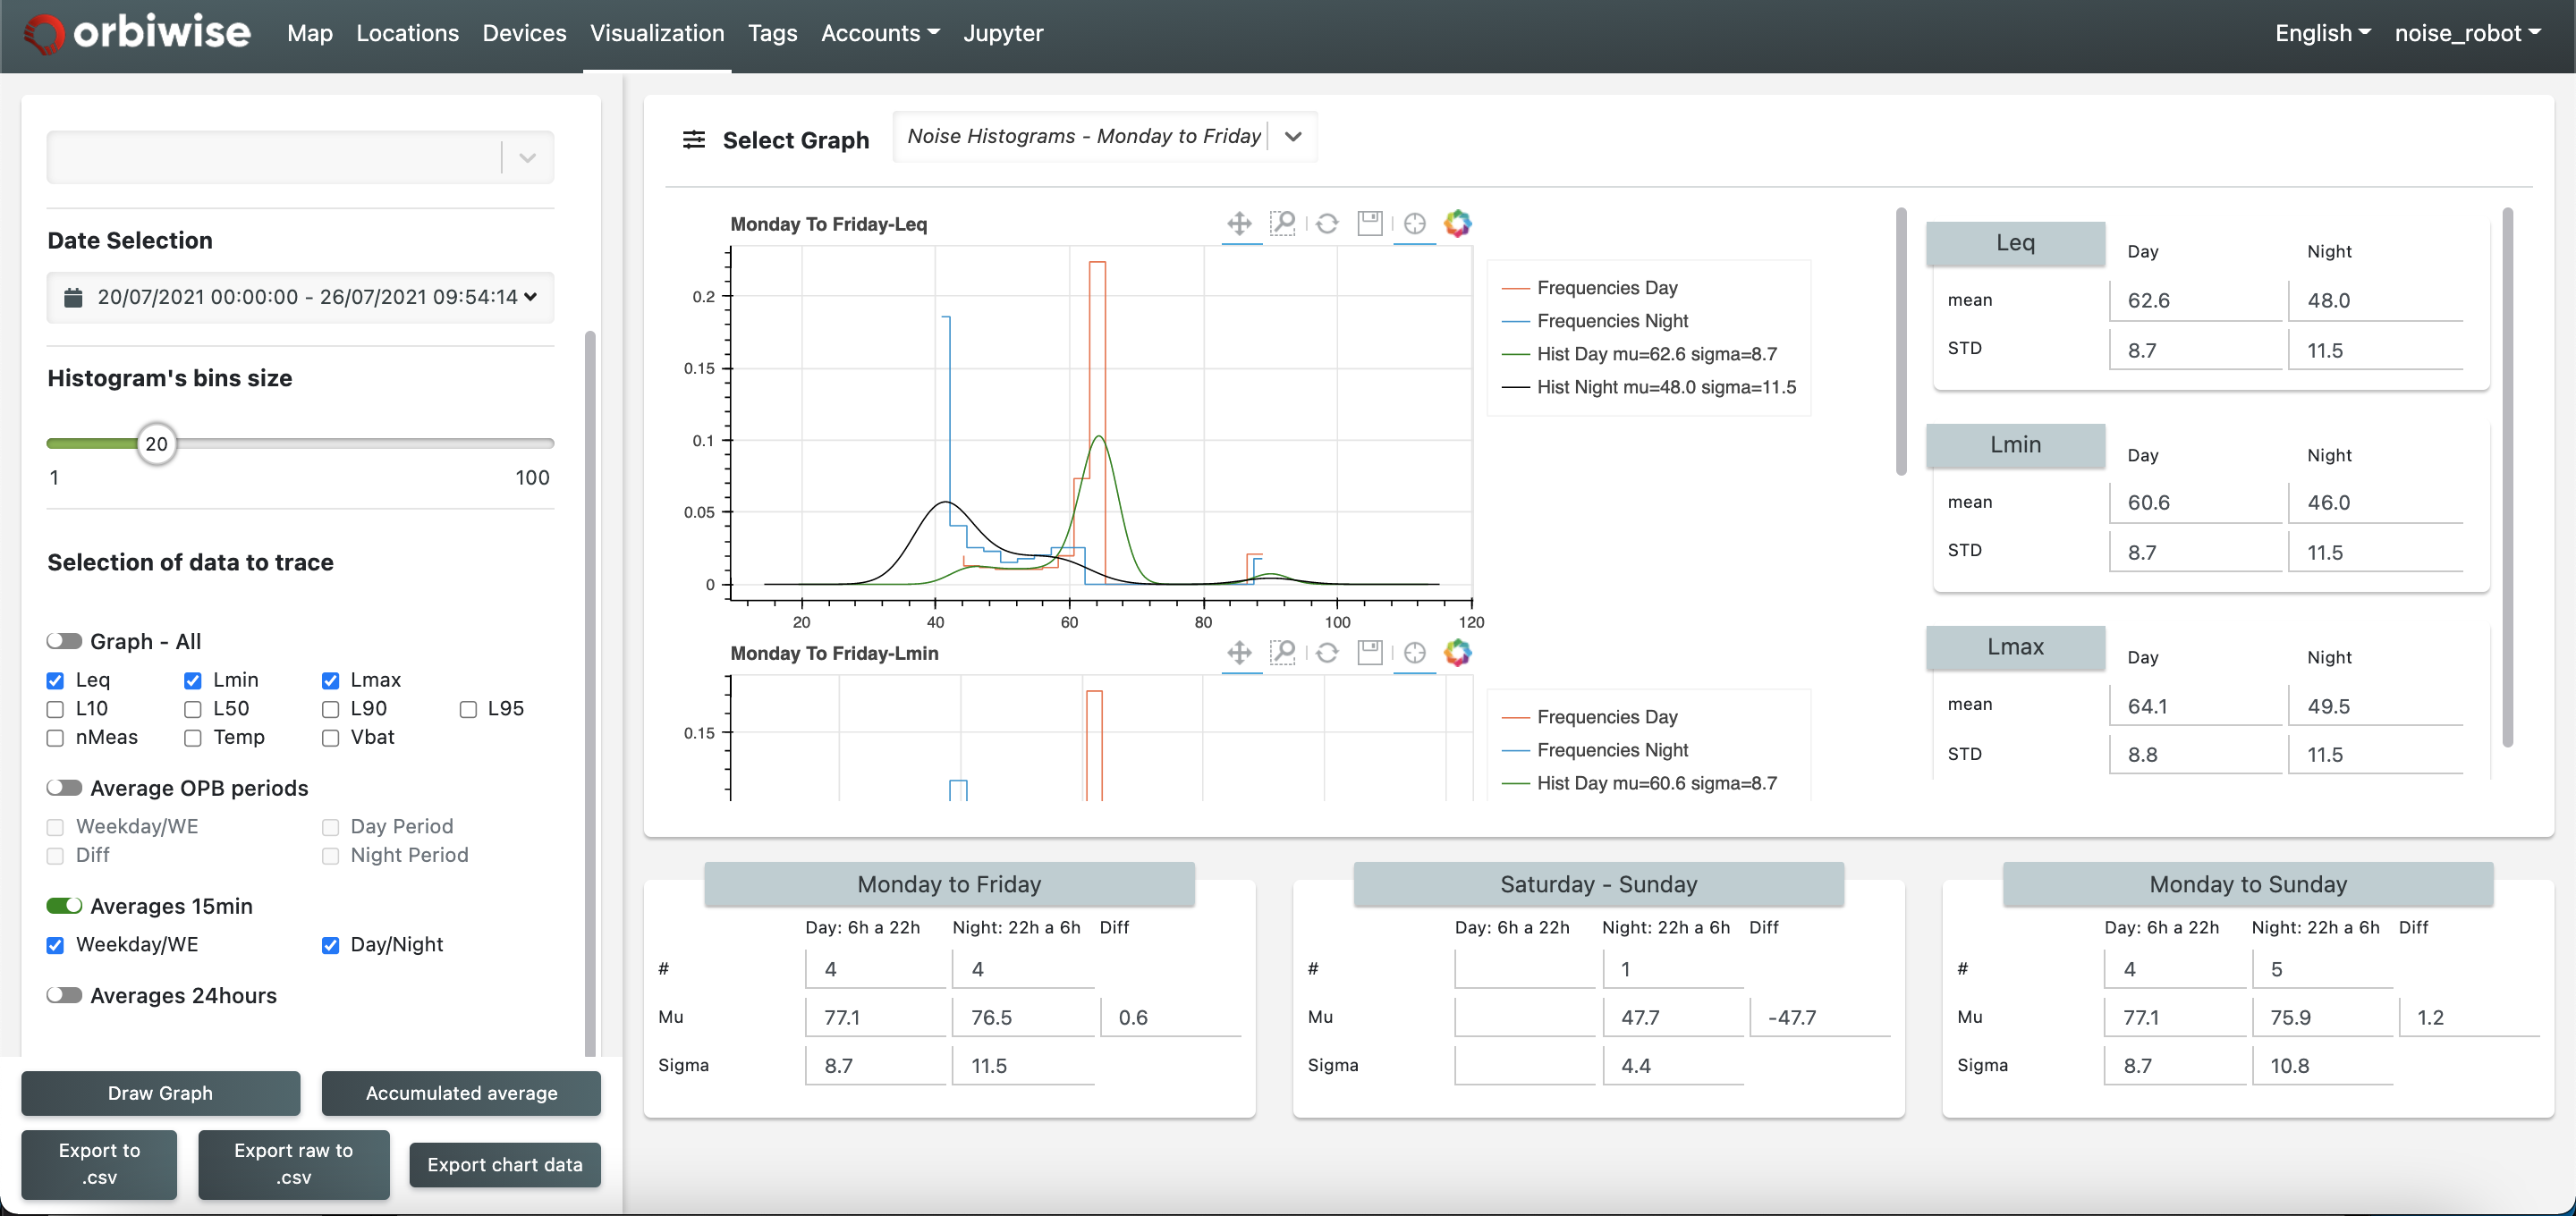 orbiwise Map Locations Devices Visualization Tags Accounts Jupyter English noise_robot
Date Selection
20/07/2021 00:00:00 - 26/07/2021 09:54:14
Histogram's bins size
20
1 100
Selection of data to trace
Graph - All
Leq Lmin Lmax
L10 L50 L90 L95
nMeas Temp Vbat
Average OPB periods
Weekday/WE Day Period
Diff Night Period
Averages 15min
Weekday/WE Day/Night
Averages 24hours
Draw Graph Accumulated average
Export to .csv Export raw to .csv Export chart data
Select Graph Noise Histograms - Monday to Friday
Monday To Friday-Leq
0.2
0.15
0.1
0.05
0
20 40 60 80 100 120
Frequencies Day
Frequencies Night
Hist Day mu=62.6 sigma=8.7
Hist Night mu=48.0 sigma=11.5
Monday To Friday-Lmin
0.15
Frequencies Day
Frequencies Night
Hist Day mu=60.6 sigma=8.7
Leq Day Night
mean 62.6 48.0
STD 8.7 11.5
Lmin Day Night
mean 60.6 46.0
STD 8.7 11.5
Lmax Day Night
mean 64.1 49.5
STD 8.8 11.5
Monday to Friday
Day: 6h a 22h Night: 22h a 6h Diff
# 4 4
Mu 77.1 76.5 0.6
Sigma 8.7 11.5
Saturday - Sunday
Day: 6h a 22h Night: 22h a 6h Diff
# 1
Mu 47.7 -47.7
Sigma 4.4
Monday to Sunday
Day: 6h a 22h Night: 22h a 6h Diff
# 4 5
Mu 77.1 75.9 1.2
Sigma 8.7 10.8